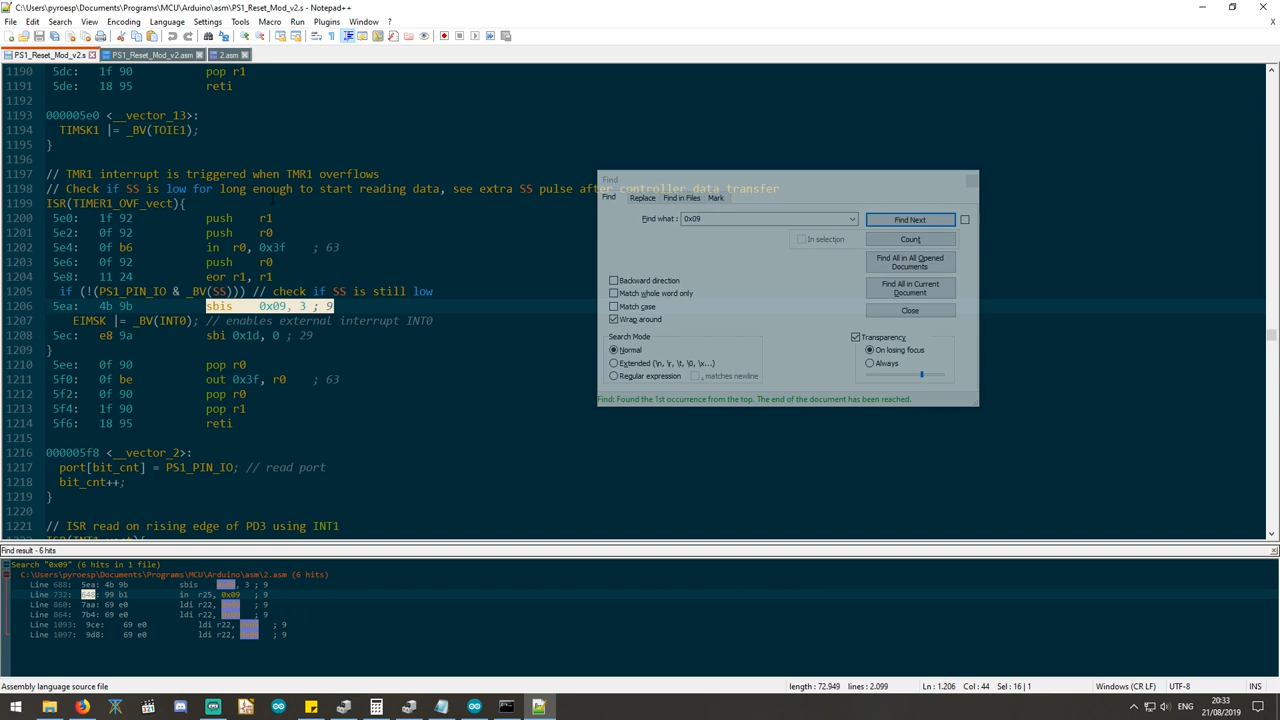 C:\Users\pyroesp\Documents\Programs\MCU\Arduino\asm\PS1_Reset_Mod_v2.s - Notepad++
File Edit Search View Encoding Language Settings Tools Macro Run Plugins Window ?
X
PS1_Reset_Mod_v2.s PS1_Reset_Mod_v2.asm 2.asm
1190 5dc: 1f 90 pop r1
1191 5de: 18 95 reti
1192
1193 000005e0 <__vector_13>:
1194 TIMSK1 |= _BV(TOIE1);
1195 }
1196
1197 // TMR1 interrupt is triggered when TMR1 overflows
1198 // Check if SS is low for long enough to start reading data, see extra SS pulse after controller data transfer
1199 ISR(TIMER1_OVF_vect){
1200 5e0: 1f 92 push r1
1201 5e2: 0f 92 push r0
1202 5e4: 0f b6 in r0, 0x3f ; 63
1203 5e6: 0f 92 push r0
1204 5e8: 11 24 eor r1, r1
1205 if (!(PS1_PIN_IO & _BV(SS))) // check if SS is still low
1206 5ea: 4b 9b sbis 0x09, 3 ; 9
1207 EIMSK |= _BV(INT0); // enables external interrupt INT0
1208 5ec: e8 9a sbi 0x1d, 0 ; 29
1209 }
1210 5ee: 0f 90 pop r0
1211 5f0: 0f be out 0x3f, r0 ; 63
1212 5f2: 0f 90 pop r0
1213 5f4: 1f 90 pop r1
1214 5f6: 18 95 reti
1215
1216 000005f8 <__vector_2>:
1217 port[bit_cnt] = PS1_PIN_IO; // read port
1218 bit_cnt++;
1219 }
1220
1221 // ISR read on rising edge of PD3 using INT1
Find
Find Replace Find in Files Mark
Find what : 0x09 Find Next
In selection Count
Find All in All Opened Documents
Backward direction Find All in Current Document
Match whole word only
Match case Close
Wrap around
Search Mode Transparency
Normal On losing focus
Extended (\n, \r, \t, \0, \x...) Always
Regular expression . matches newline
Find: Found the 1st occurrence from the top. The end of the document has been reached.
Find result - 6 hits
Search "0x09" (6 hits in 1 file)
C:\Users\pyroesp\Documents\Programs\MCU\Arduino\asm\2.asm (6 hits)
Line 688: 5ea: 4b 9b sbis 0x09, 3 ; 9
Line 732: 648: 99 b1 in r25, 0x09 ; 9
Line 860: 7aa: 69 e0 ldi r22, 0x09 ; 9
Line 864: 7b4: 69 e0 ldi r22, 0x09 ; 9
Line 1093: 9ce: 69 e0 ldi r22, 0x09 ; 9
Line 1097: 9d8: 69 e0 ldi r22, 0x09 ; 9
Assembly language source file length : 72.949 lines : 2.099 Ln : 1.206 Col : 44 Sel : 16 | 1 Windows (CR LF) UTF-8 INS
ENG 20:33
21/08/2019